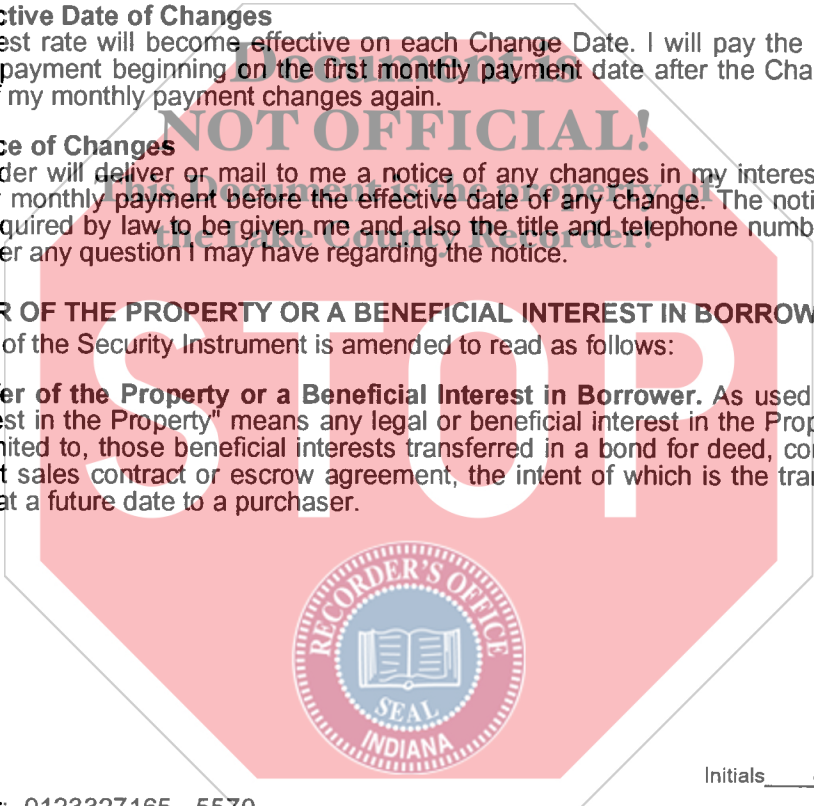 ctive Date of Changes
est rate will become effective on each Change Date. I will pay the
payment beginning on the first monthly payment date after the Cha
my monthly payment changes again.
Document is
NOT OFFICIAL!
This Document is the property of
the Lake County Recorder!
ce of Changes
der will deliver or mail to me a notice of any changes in my interes
monthly payment before the effective date of any change. The noti
quired by law to be given me and also the title and telephone numb
er any question I may have regarding the notice.
R OF THE PROPERTY OR A BENEFICIAL INTEREST IN BORROW
of the Security Instrument is amended to read as follows:
er of the Property or a Beneficial Interest in Borrower. As used
est in the Property" means any legal or beneficial interest in the Prop
nited to, those beneficial interests transferred in a bond for deed, co
t sales contract or escrow agreement, the intent of which is the tra
at a future date to a purchaser.
STOP
RECORDER'S OFFICE
SEAL
INDIANA
Initials
0123327165 - 5570